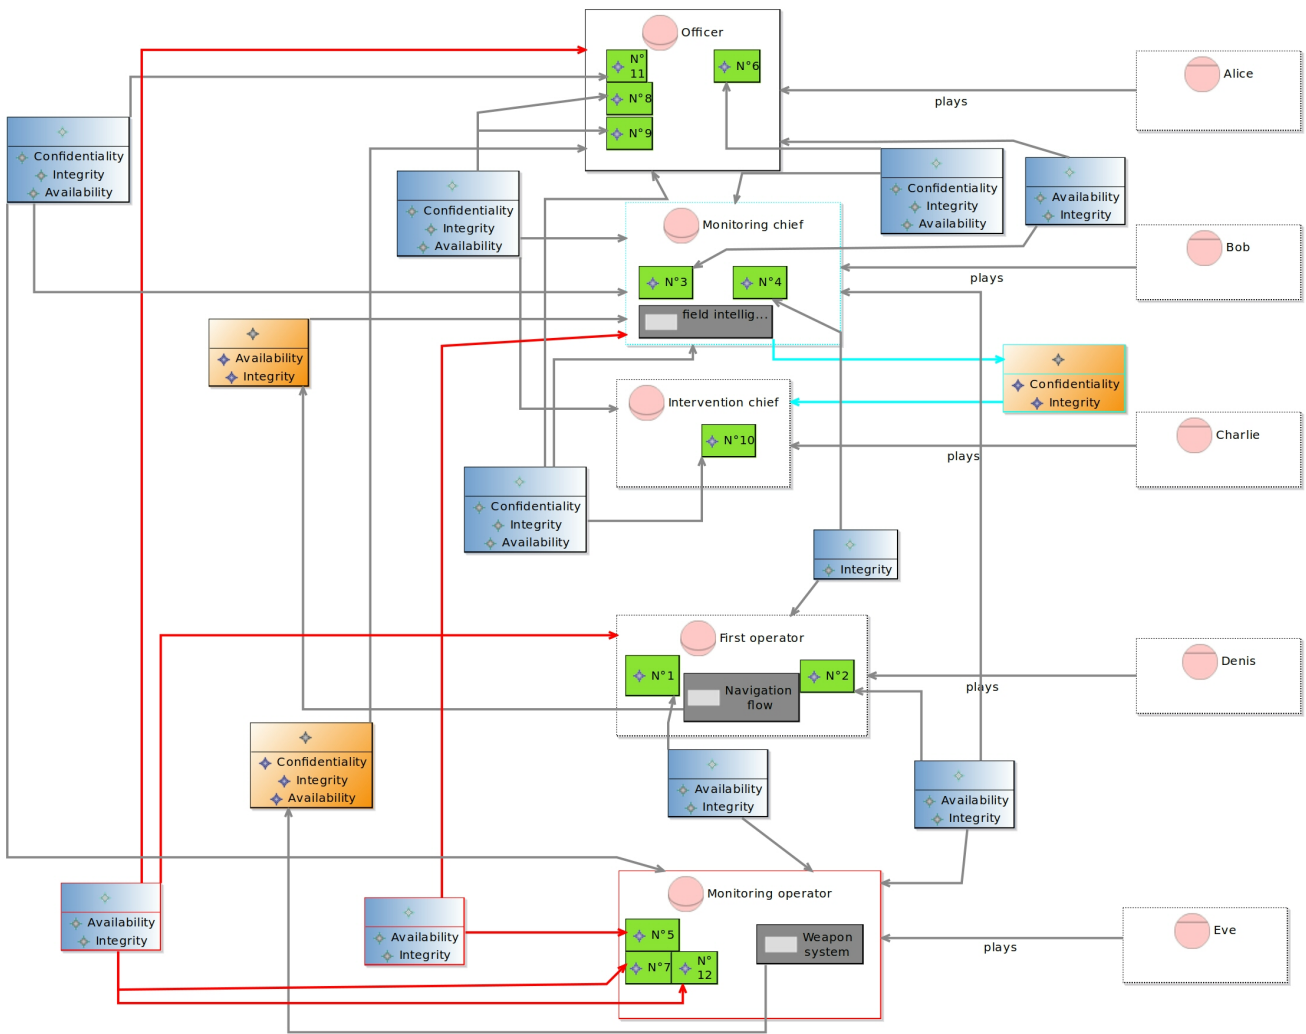 Officer
N°
11
N°6
N°8
N°9
Alice
plays
Confidentiality
Integrity
Availability
Confidentiality
Integrity
Availability
Confidentiality
Integrity
Availability
Availability
Integrity
Monitoring chief
N°3
N°4
field intellig...
Bob
plays
Availability
Integrity
Confidentiality
Integrity
Intervention chief
N°10
Charlie
plays
Confidentiality
Integrity
Availability
Integrity
First operator
N°1
N°2
Navigation
flow
Denis
plays
Confidentiality
Integrity
Availability
Availability
Integrity
Availability
Integrity
Monitoring operator
N°5
N°7
N°
12
Weapon
system
Eve
plays
Availability
Integrity
Availability
Integrity